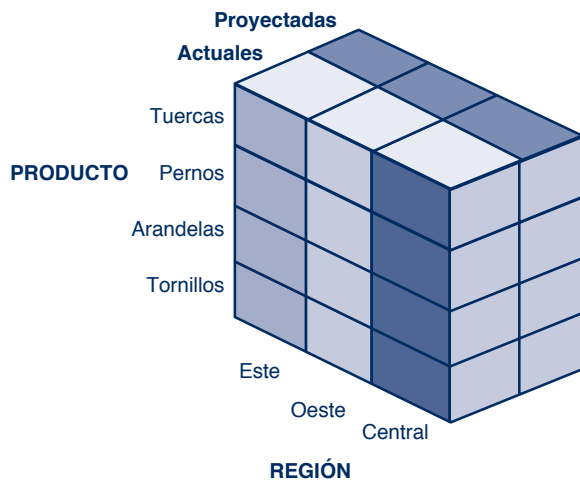 Proyectadas
Actuales
Tuercas
PRODUCTO Pernos
Arandelas
Tornillos
Este
Oeste
Central
REGIÓN